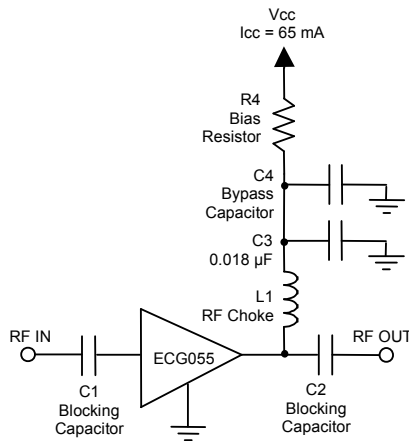 Vcc
Icc = 65 mA
R4
Bias
Resistor
C4
Bypass
Capacitor
C3
0.018 µF
L1
RF Choke
RF IN
ECG055
RF OUT
C1
Blocking
Capacitor
C2
Blocking
Capacitor